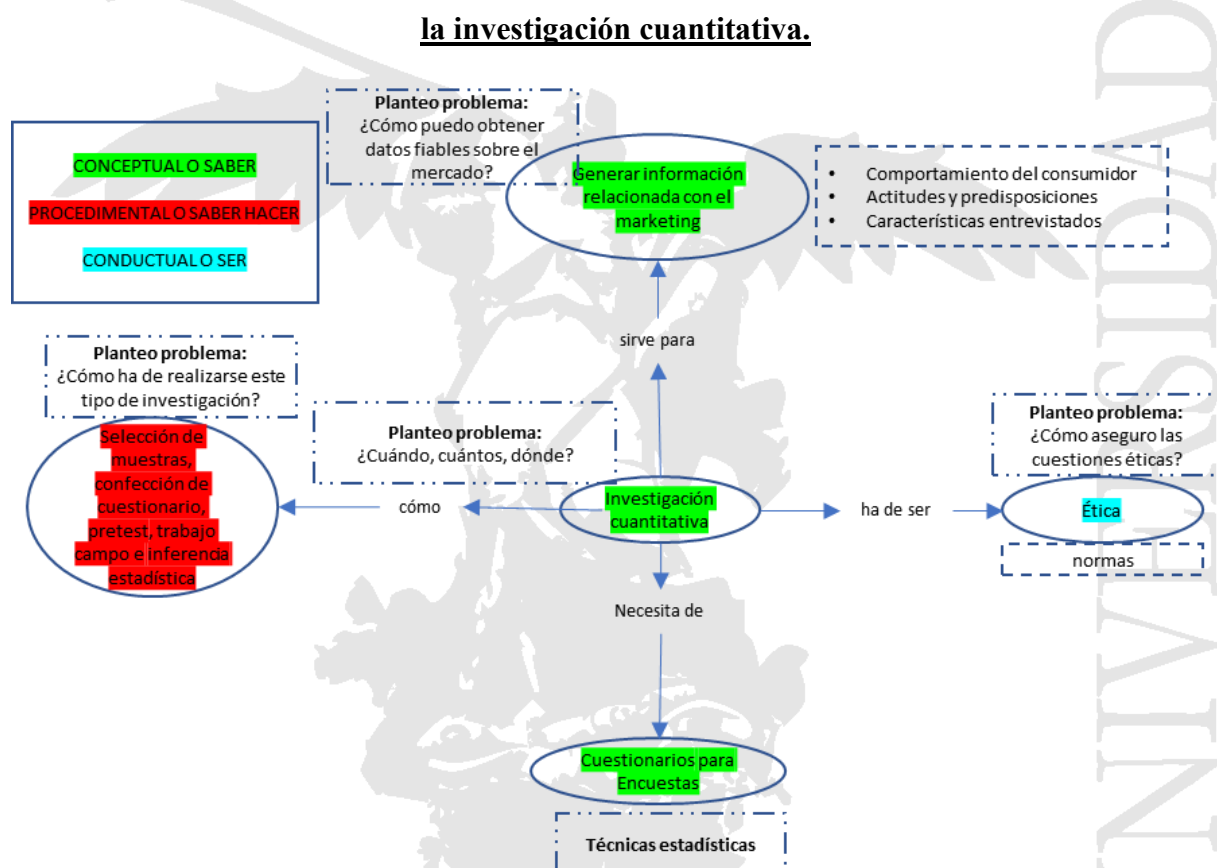 la investigación cuantitativa.
Planteo problema:
¿Cómo puedo obtener
datos fiables sobre el
mercado?
CONCEPTUAL O SABER
PROCEDIMENTAL O SABER HACER
CONDUCTUAL O SER
Generar información
relacionada con el
marketing
• Comportamiento del consumidor
• Actitudes y predisposiciones
• Características entrevistados
sirve para
Planteo problema:
¿Cómo ha de realizarse este
tipo de investigación?
Selección de
muestras,
confección de
cuestionario,
pretest, trabajo
campo e inferencia
estadística
Planteo problema:
¿Cuándo, cuántos, dónde?
cómo
Investigación
cuantitativa
ha de ser
Planteo problema:
¿Cómo aseguro las
cuestiones éticas?
Ética
normas
Necesita de
Cuestionarios para
Encuestas
Técnicas estadísticas
NIVERSIDAD